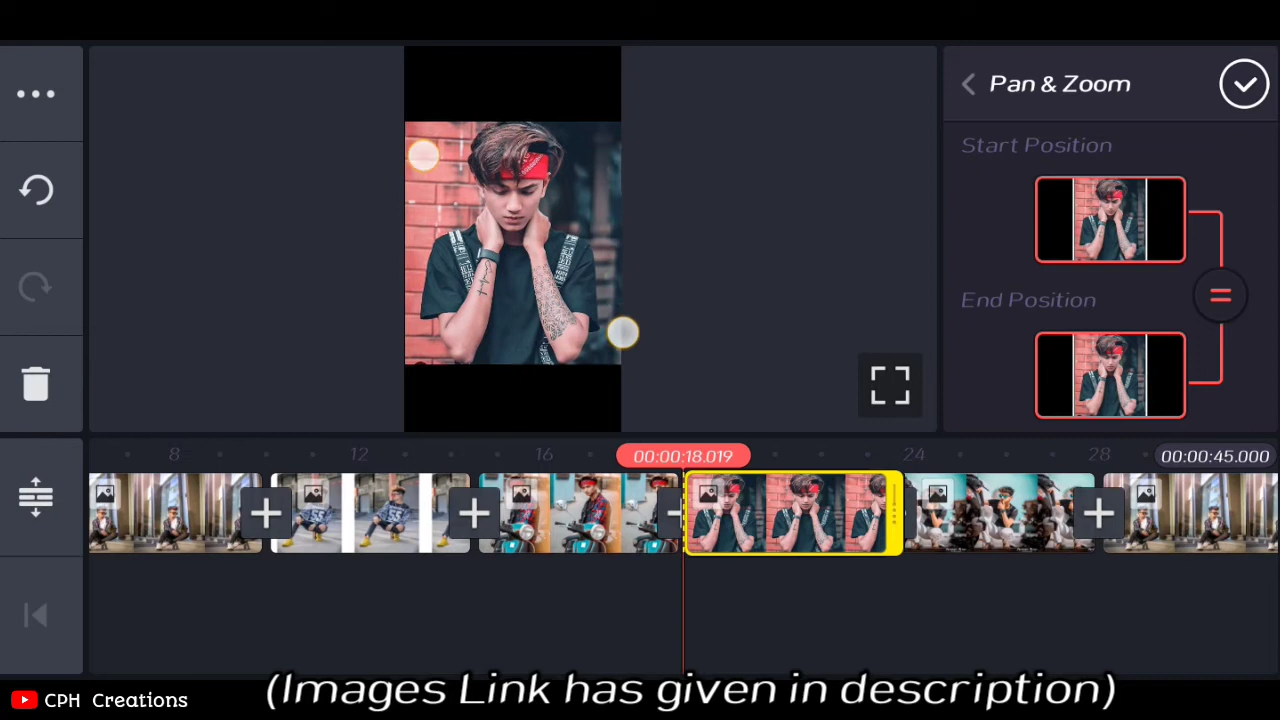 Pan & Zoom
Start Position
End Position
8
12
16
00:00:18.019
24
28
00:00:45.000
(Images Link has given in description)
CPH Creations